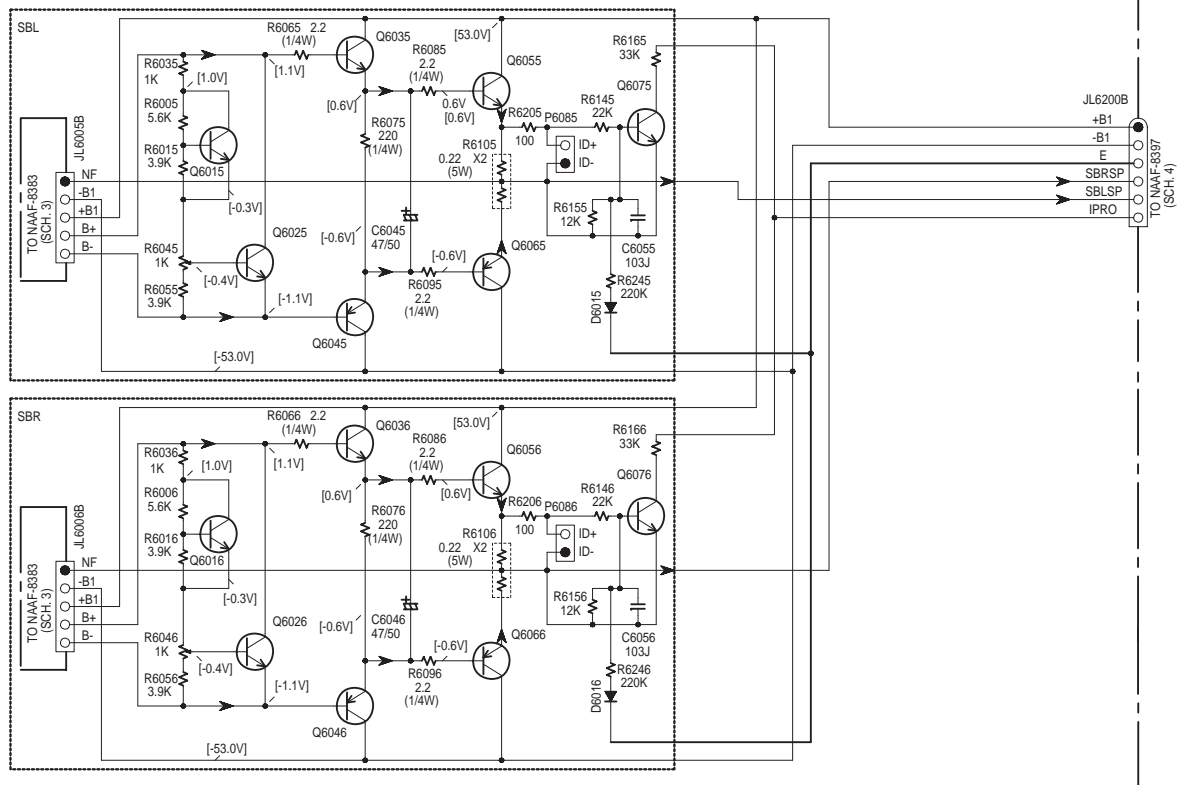 SBL
R6065 2.2
(1/4W)
Q6035
[53.0V]
R6165
33K
R6035
1K
[1.0V]
[1.1V]
R6085
2.2
(1/4W)
Q6055
Q6075
R6005
5.6K
[0.6V]
0.6V
[0.6V]
R6205
100
P6085
R6145
22K
JL6200B
JL6005B
R6015
3.9K
Q6015
R6075
220
(1/4W)
R6105
0.22 X2
(5W)
ID+
ID-
+B1
-B1
E
SBRSP
SBLSP
IPRO
TO NAAF-8397
(SCH. 4)
TO NAAF-8383
(SCH. 3)
NF
-B1
+B1
B+
B-
[-0.3V]
Q6025
[-0.6V]
C6045
47/50
R6155
12K
C6055
103J
Q6065
R6045
1K
[-0.4V]
[-0.6V]
R6055
3.9K
[-1.1V]
R6095
2.2
(1/4W)
R6245
220K
D6015
Q6045
[-53.0V]
SBR
R6066 2.2
(1/4W)
Q6036
[53.0V]
R6166
33K
R6036
1K
[1.0V]
[1.1V]
R6086
2.2
(1/4W)
Q6056
Q6076
R6006
5.6K
[0.6V]
[0.6V]
R6206
100
P6086
R6146
22K
JL6006B
R6016
3.9K
Q6016
R6076
220
(1/4W)
R6106
0.22 X2
(5W)
ID+
ID-
TO NAAF-8383
(SCH. 3)
NF
-B1
+B1
B+
B-
[-0.3V]
Q6026
[-0.6V]
C6046
47/50
R6156
12K
C6056
103J
Q6066
R6046
1K
[-0.4V]
[-0.6V]
R6056
3.9K
[-1.1V]
R6096
2.2
(1/4W)
R6246
220K
D6016
Q6046
[-53.0V]